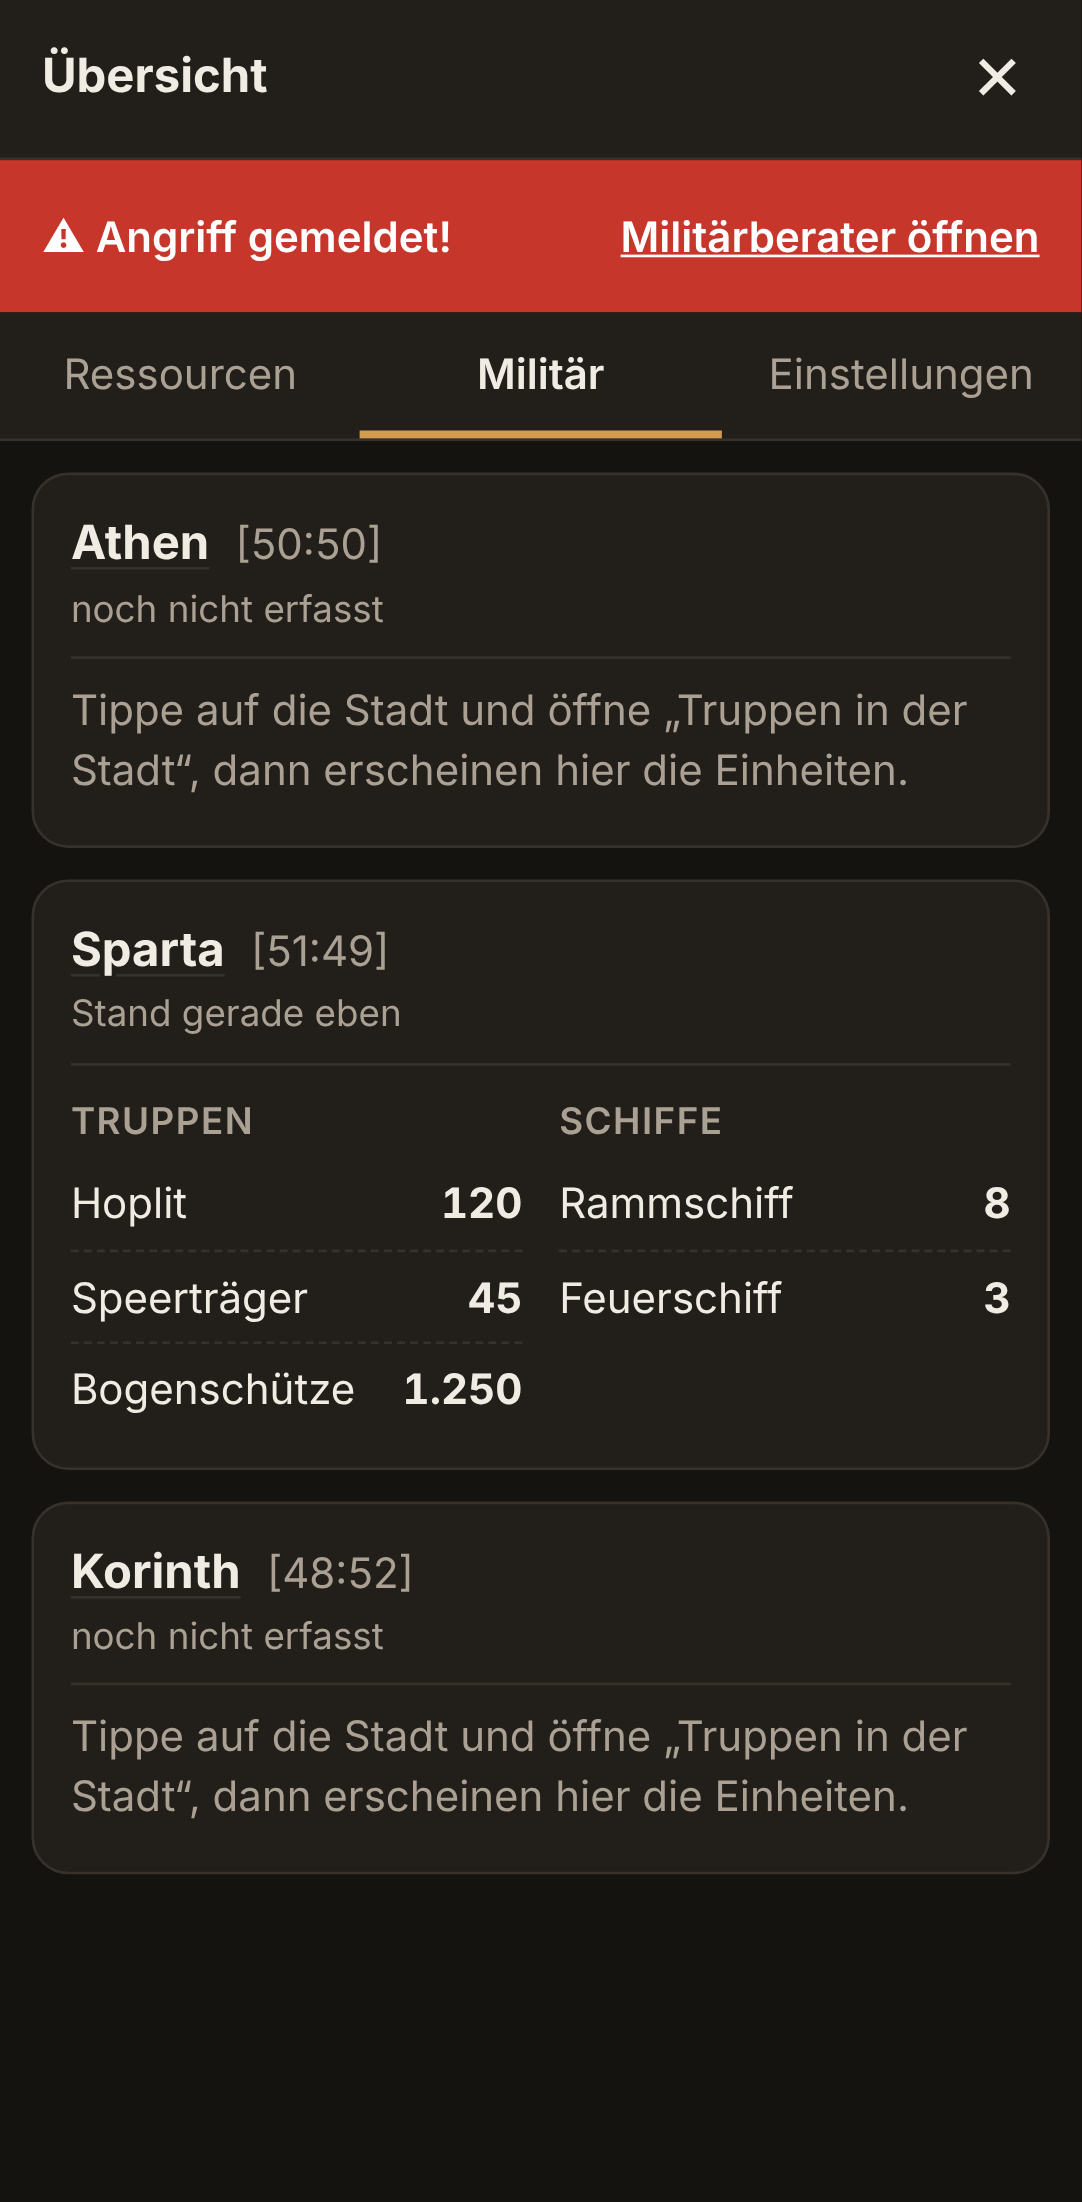 Übersicht
⚠ Angriff gemeldet! Militärberater öffnen
Ressourcen Militär Einstellungen
Athen [50:50]
noch nicht erfasst
Tippe auf die Stadt und öffne „Truppen in der
Stadt“, dann erscheinen hier die Einheiten.
Sparta [51:49]
Stand gerade eben
TRUPPEN
Hoplit 120
Speerträger 45
Bogenschütze 1.250
SCHIFFE
Rammschiff 8
Feuerschiff 3
Korinth [48:52]
noch nicht erfasst
Tippe auf die Stadt und öffne „Truppen in der
Stadt“, dann erscheinen hier die Einheiten.